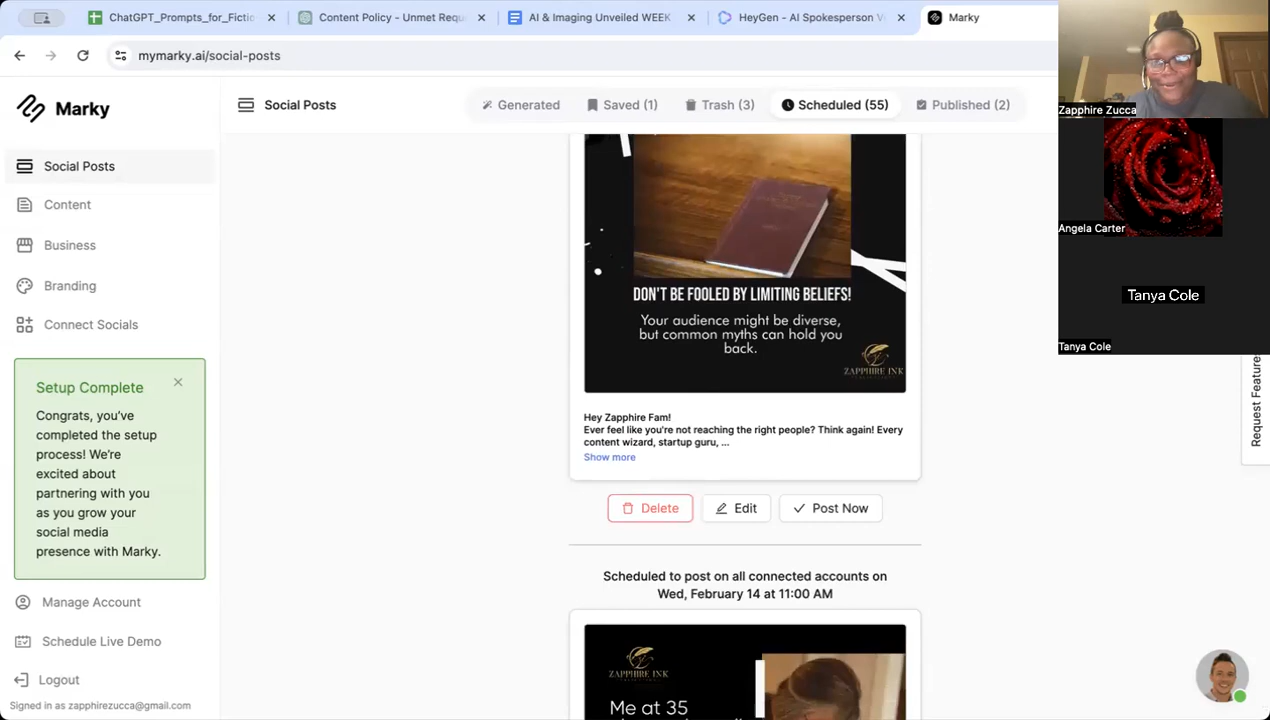 ChatGPT_Prompts_for_Fictio
Content Policy - Unmet Requ
AI & Imaging Unveiled WEEK
HeyGen - AI Spokesperson V
Marky
mymarky.ai/social-posts
Marky
Social Posts
Generated
Saved (1)
Trash (3)
Scheduled (55)
Published (2)
Social Posts
Content
Business
Branding
Connect Socials
Setup Complete
Congrats, you've
completed the setup
process! We're
excited about
partnering with you
as you grow your
social media
presence with Marky.
Manage Account
Schedule Live Demo
Logout
Signed in as zapphirezucca@gmail.com
DON'T BE FOOLED BY LIMITING BELIEFS!
Your audience might be diverse,
but common myths can hold you
back.
ZAPPHIRE INK
Hey Zapphire Fam!
Ever feel like you're not reaching the right people? Think again! Every
content wizard, startup guru, ...
Show more
Delete
Edit
Post Now
Scheduled to post on all connected accounts on
Wed, February 14 at 11:00 AM
ZAPPHIRE INK
Me at 35
Zapphire Zucca
Angela Carter
Tanya Cole
Tanya Cole
Request Feature